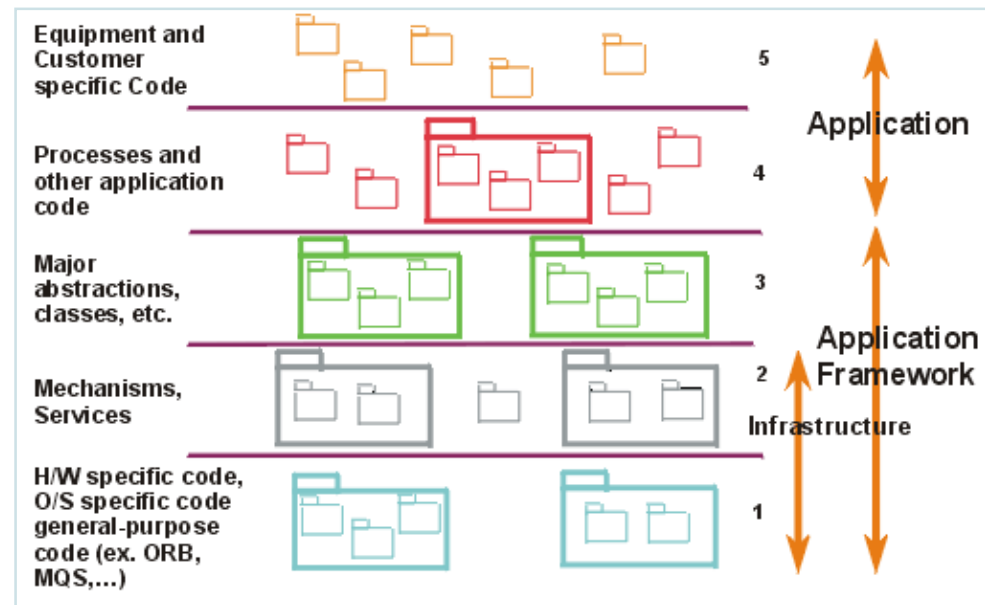 Equipment and
Customer
specific Code
5
Application
Processes and
other application
code
4
Major
abstractions,
classes, etc.
3
Application
Framework
Mechanisms,
Services
2
Infrastructure
H/W specific code,
O/S specific code
general-purpose
code (ex. ORB,
MQS,...)
1